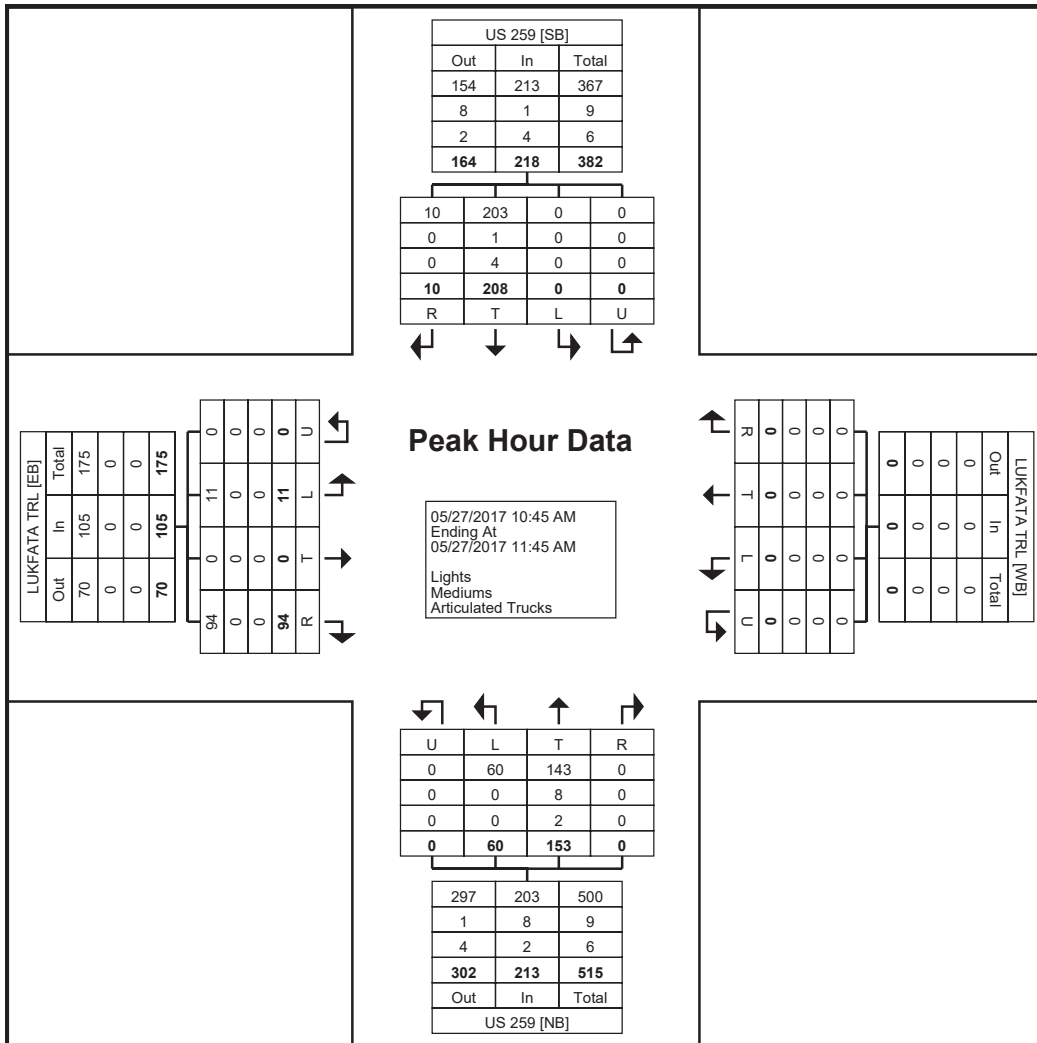 US 259 [SB]
Out In Total
154 213 367
8 1 9
2 4 6
164 218 382
10 203 0 0
0 1 0 0
0 4 0 0
10 208 0 0
R T L U
LUKFATA TRL [EB]
Out In Total
70 105 175
0 0 0
0 0 0
70 105 175
94 0 11 0
0 0 0 0
0 0 0 0
94 0 11 0
R T L U
Peak Hour Data
05/27/2017 10:45 AM
Ending At
05/27/2017 11:45 AM
Lights
Mediums
Articulated Trucks
LUKFATA TRL [WB]
Out In Total
0 0 0
0 0 0
0 0 0
0 0 0
0 0 0 0
0 0 0 0
0 0 0 0
0 0 0 0
R T L U
U L T R
0 60 143 0
0 0 8 0
0 0 2 0
0 60 153 0
297 203 500
1 8 9
4 2 6
302 213 515
Out In Total
US 259 [NB]